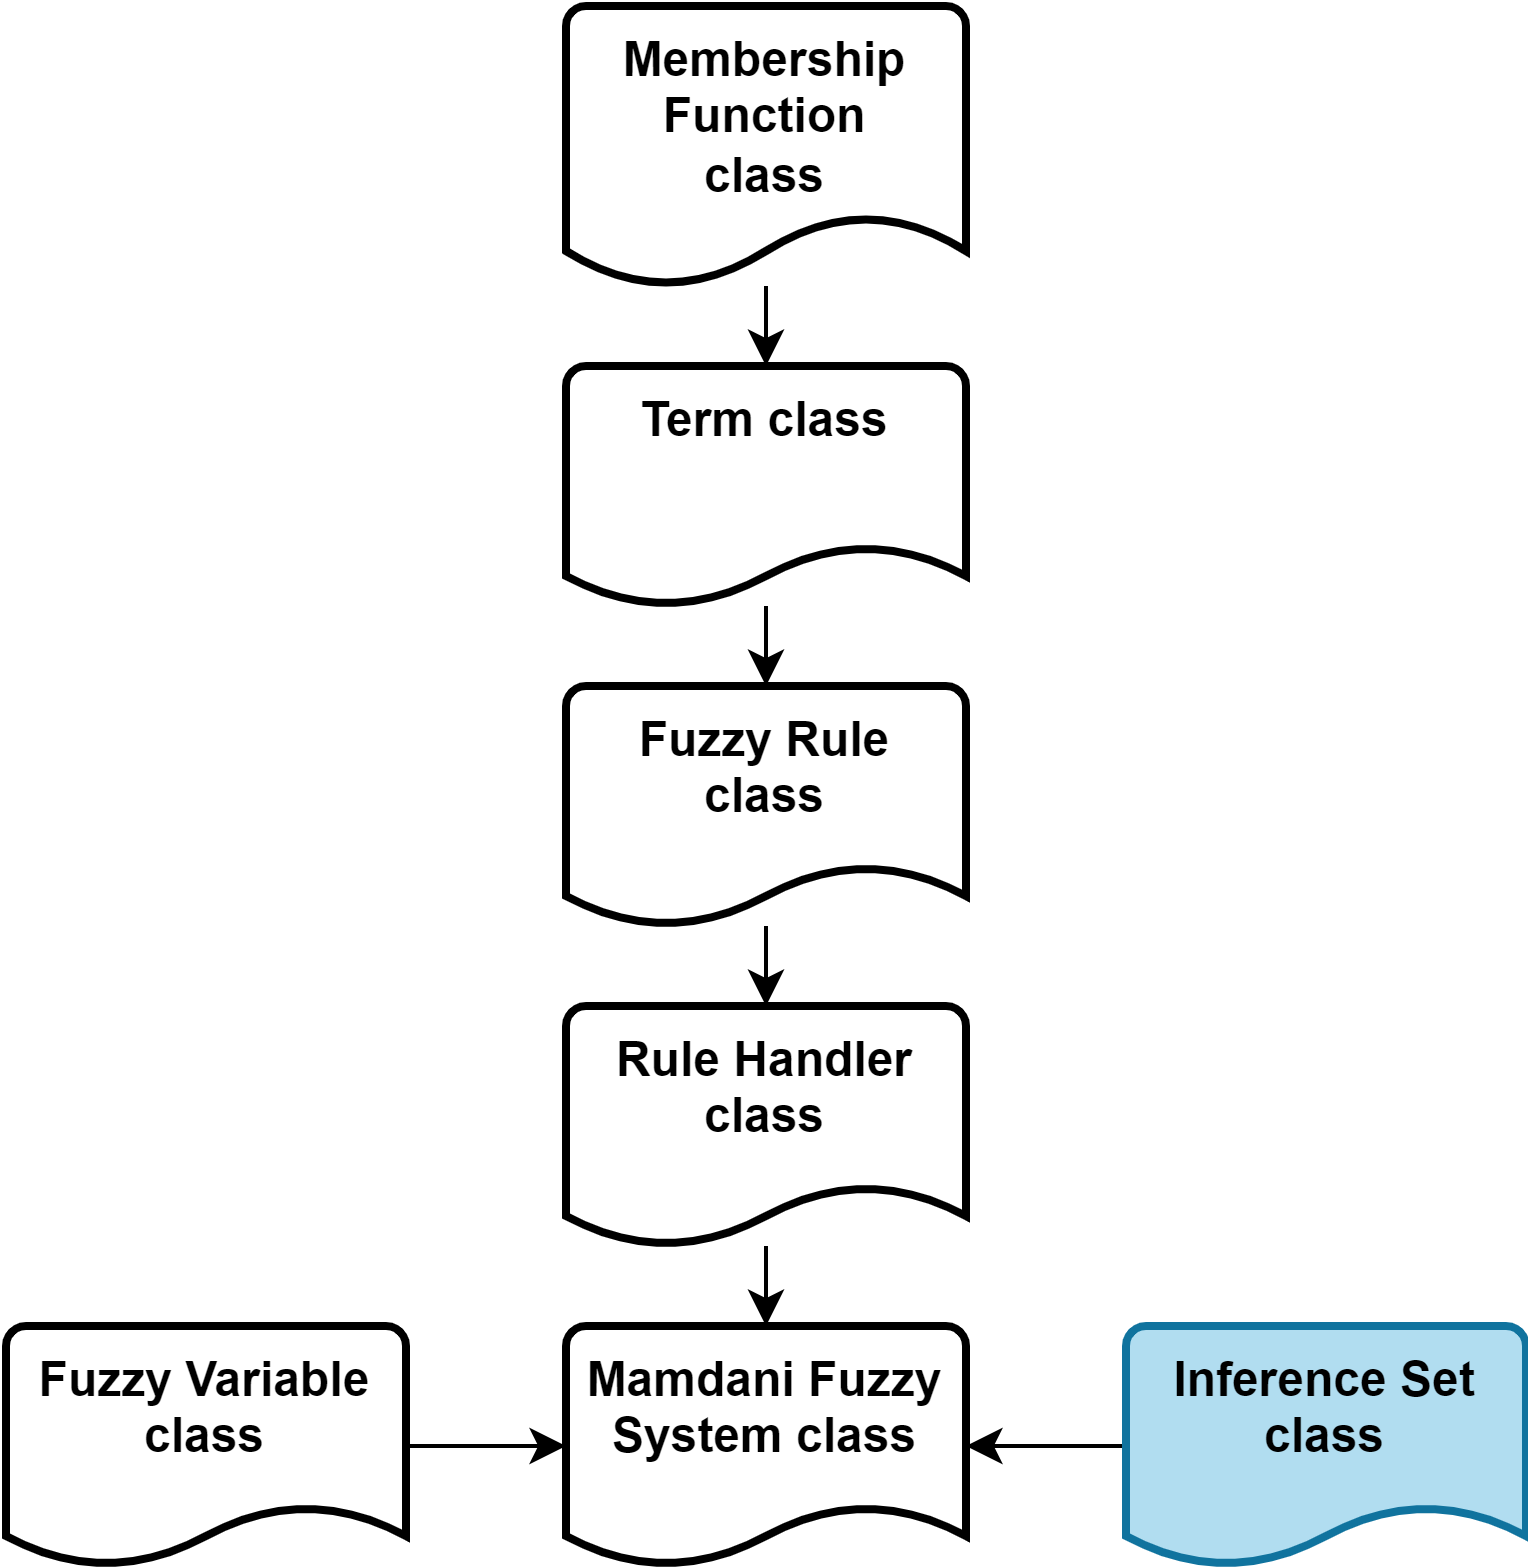 Membership
Function
class
Term class
Fuzzy Rule
class
Rule Handler
class
Fuzzy Variable
class
Mamdani Fuzzy
System class
Inference Set
class